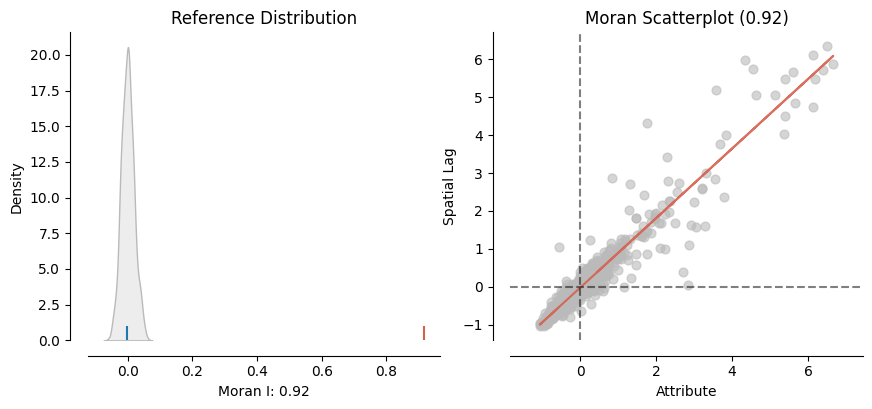 Reference Distribution
Density
20.0
17.5
15.0
12.5
10.0
7.5
5.0
2.5
0.0
0.0 0.2 0.4 0.6 0.8
Moran I: 0.92
Moran Scatterplot (0.92)
Spatial Lag
6
5
4
3
2
1
0
−1
0 2 4 6
Attribute